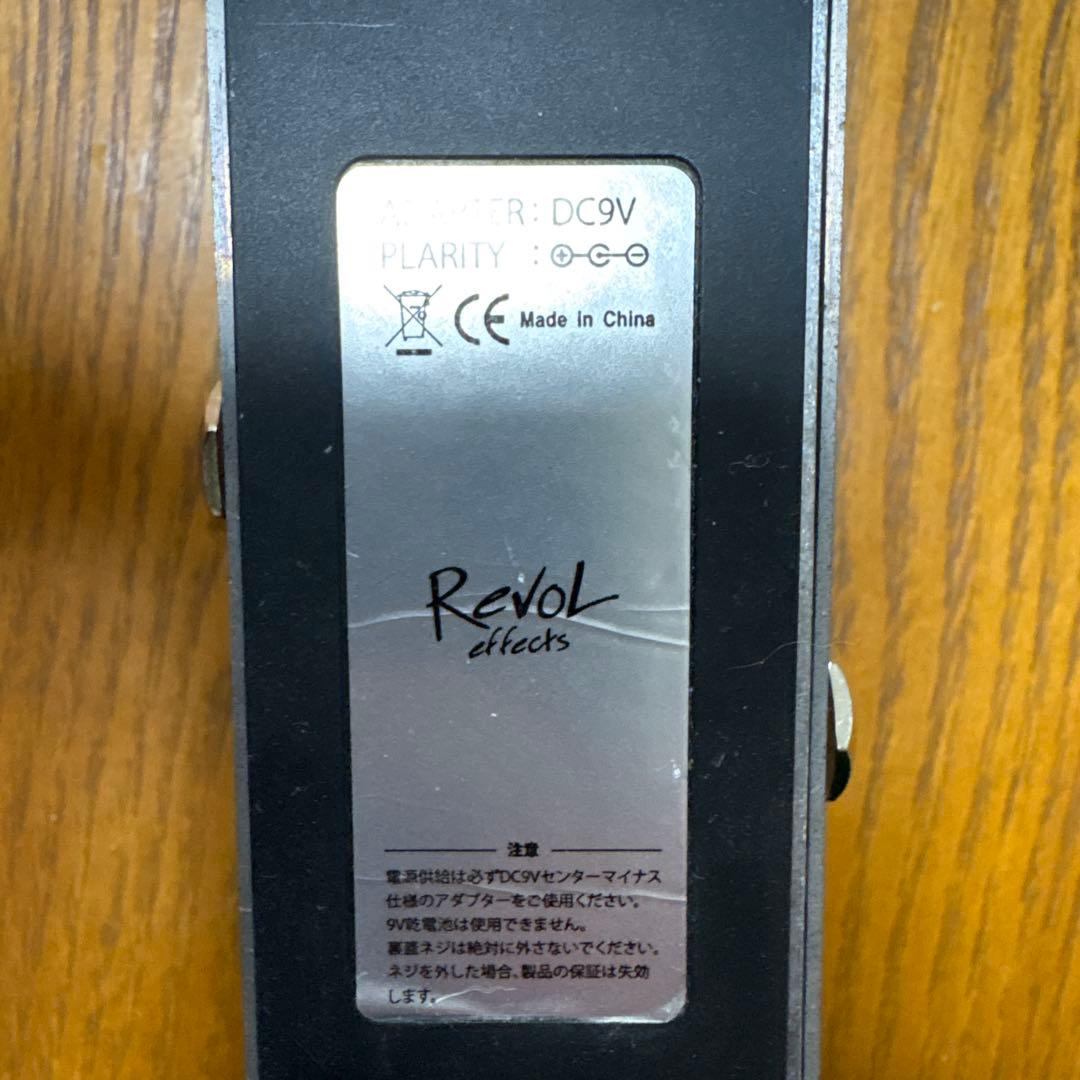 ADAPTER : DC9V
PLARITY :
CE Made in China
Revol
effects
注意
電源供給は必ずDC9Vセンターマイナス
仕様のアダプターをご使用ください。
9V乾電池は使用できません。
裏蓋ネジは絶対に外さないでください。
ネジを外した場合、製品の保証は失効
します。